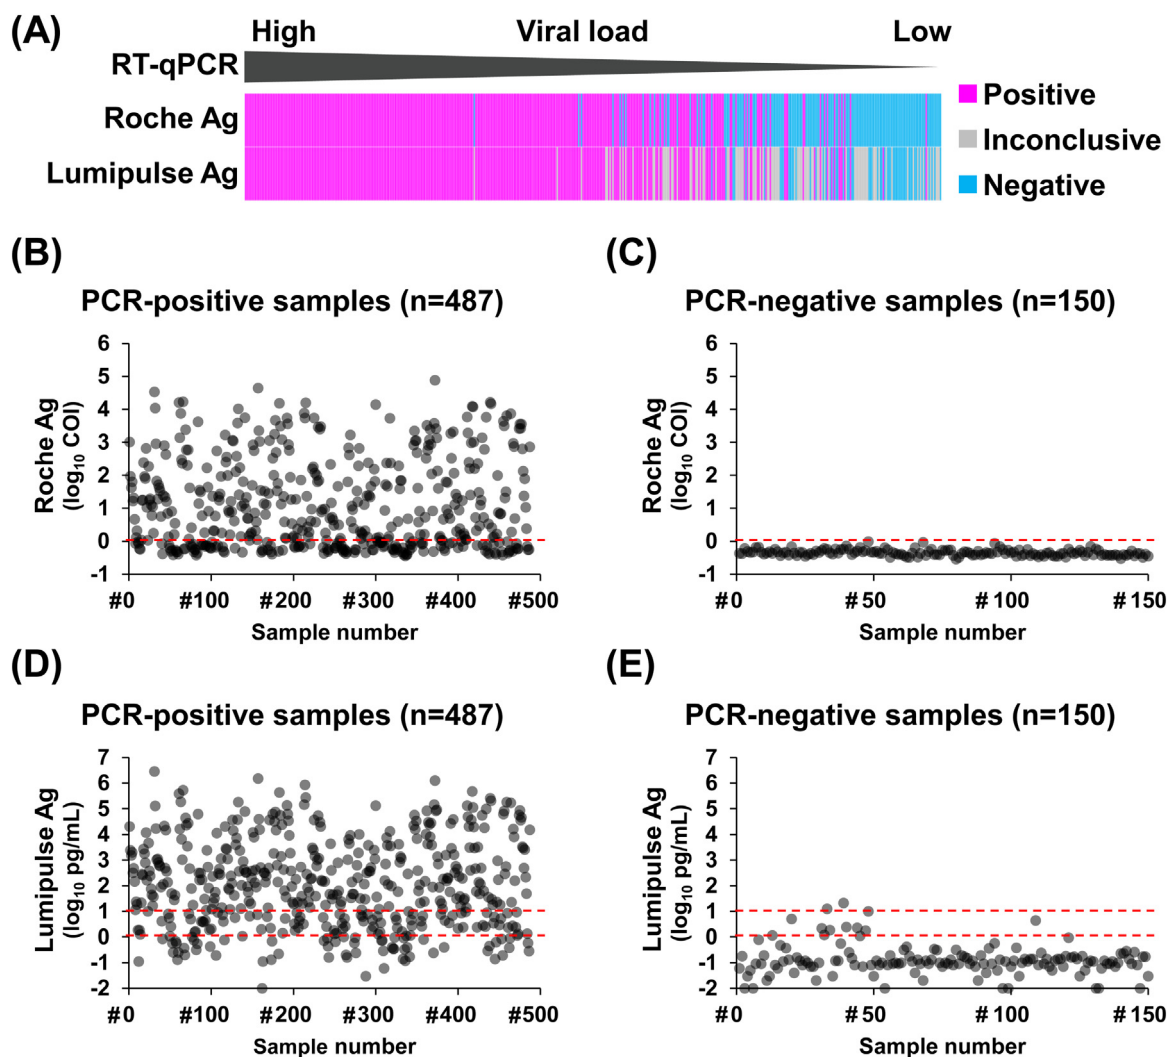 (A)
High Viral load Low
RT-qPCR
Roche Ag
Lumipulse Ag
Positive
Inconclusive
Negative
(B)
PCR-positive samples (n=487)
Roche Ag
(log10 COI)
6
5
4
3
2
1
0
-1
#0 #100 #200 #300 #400 #500
Sample number
(C)
PCR-negative samples (n=150)
Roche Ag
(log10 COI)
6
5
4
3
2
1
0
-1
#0 #50 #100 #150
Sample number
(D)
PCR-positive samples (n=487)
Lumipulse Ag
(log10 pg/mL)
7
6
5
4
3
2
1
0
-1
-2
#0 #100 #200 #300 #400 #500
Sample number
(E)
PCR-negative samples (n=150)
Lumipulse Ag
(log10 pg/mL)
7
6
5
4
3
2
1
0
-1
-2
#0 #50 #100 #150
Sample number